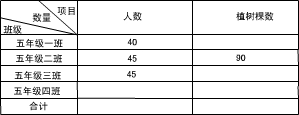 项目
数量
班级
人数 植树棵数
五年级一班 40
五年级二班 45 90
五年级三班 45
五年级四班
合计